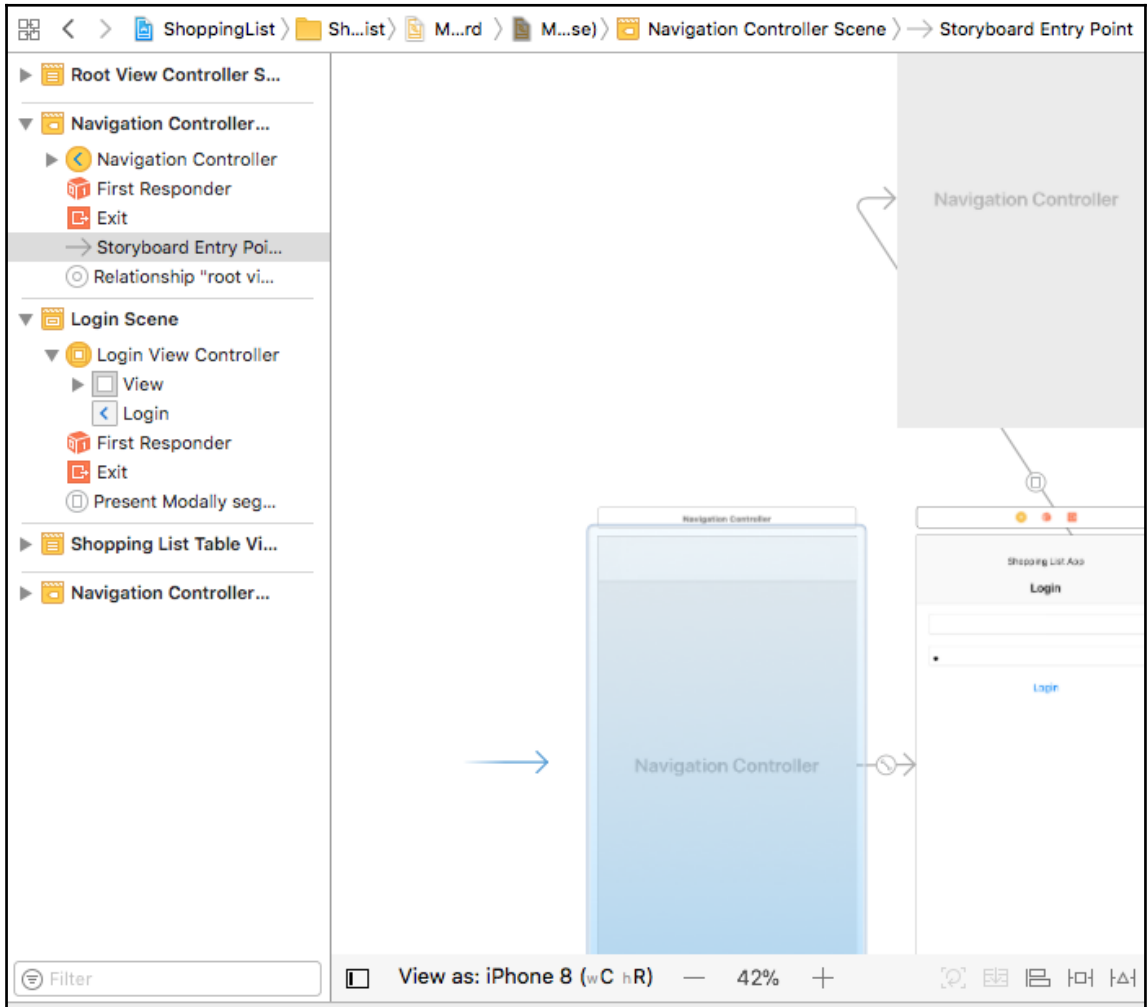 ShoppingList Sh...ist) M...rd M...se) Navigation Controller Scene Storyboard Entry Point
Root View Controller S...
Navigation Controller...
Navigation Controller
First Responder
Exit
Storyboard Entry Poi...
Relationship "root vi...
Login Scene
Login View Controller
View
Login
First Responder
Exit
Present Modally seg...
Shopping List Table Vi...
Navigation Controller...
Filter
Navigation Controller
Navigation Controller
Navigation Controller
Shopping List App
Login
Login
View as: iPhone 8 (wC hR) — 42% +